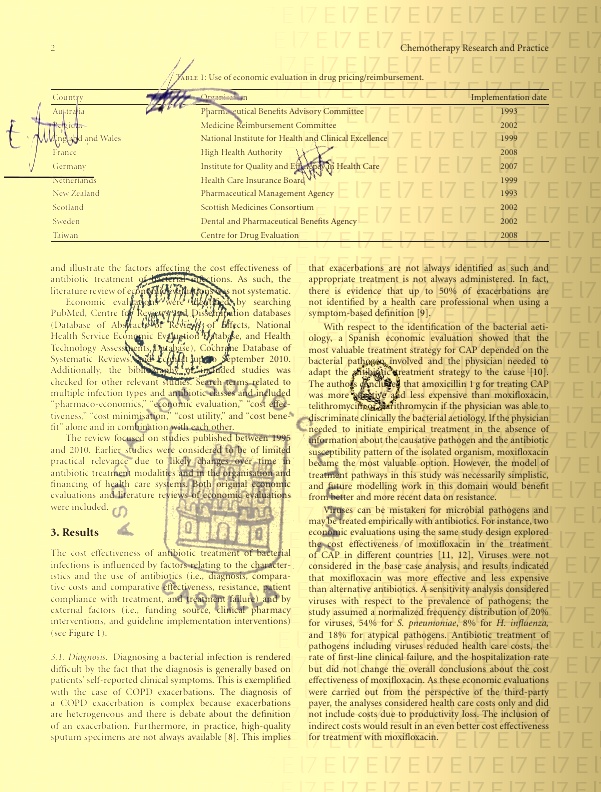 2
Chemotherapy Research and Practice
TABLE 1: Use of economic evaluation in drug pricing/reimbursement.
Country Organisation Implementation date
Australia Pharmaceutical Benefits Advisory Committee 1993
Belgium Medicine Reimbursement Committee 2002
England and Wales National Institute for Health and Clinical Excellence 1999
France High Health Authority 2008
Germany Institute for Quality and Efficiency in Health Care 2007
Netherlands Health Care Insurance Board 1999
New Zealand Pharmaceutical Management Agency 1993
Scotland Scottish Medicines Consortium 2002
Sweden Dental and Pharmaceutical Benefits Agency 2002
Taiwan Centre for Drug Evaluation 2008
and illustrate the factors affecting the cost effectiveness of
antibiotic treatment of bacterial infections. As such, the
literature review of economic evaluations was not systematic.
Economic evaluations were identified by searching
PubMed, Centre for Reviews and Dissemination databases
(Database of Abstracts of Reviews of Effects, National
Health Service Economic Evaluation Database, and Health
Technology Assessments Database), Cochrane Database of
Systematic Reviews, and EconLit up to September 2010.
Additionally, the bibliography of included studies was
checked for other relevant studies. Search terms related to
multiple infection types and antibiotic classes and included
"pharmaco-economics," "economic evaluation," "cost effec-
tiveness," "cost minimisation," "cost utility," and "cost bene-
fit" alone and in combination with each other.
The review focused on studies published between 1995
and 2010. Earlier studies were considered to be of limited
practical relevance due to likely changes over time in
antibiotic treatment modalities and in the organisation and
financing of health care systems. Both original economic
evaluations and literature reviews of economic evaluations
were included.
3. Results
The cost effectiveness of antibiotic treatment of bacterial
infections is influenced by factors relating to the character-
istics and the use of antibiotics (i.e., diagnosis, compara-
tive costs and comparative effectiveness, resistance, patient
compliance with treatment, and treatment failure) and by
external factors (i.e., funding source, clinical pharmacy
interventions, and guideline implementation interventions)
(see Figure 1).
3.1. Diagnosis. Diagnosing a bacterial infection is rendered
difficult by the fact that the diagnosis is generally based on
patients' self-reported clinical symptoms. This is exemplified
with the case of COPD exacerbations. The diagnosis of
a COPD exacerbation is complex because exacerbations
are heterogeneous and there is debate about the definition
of an exacerbation. Furthermore, in practice, high-quality
sputum specimens are not always available [8]. This implies
that exacerbations are not always identified as such and
appropriate treatment is not always administered. In fact,
there is evidence that up to 50% of exacerbations are
not identified by a health care professional when using a
symptom-based definition [9].
With respect to the identification of the bacterial aeti-
ology, a Spanish economic evaluation showed that the
most valuable treatment strategy for CAP depended on the
bacterial pathogen involved and the physician needed to
adapt the antibiotic treatment strategy to the cause [10].
The authors that amoxicillin 1 g for treating CAP
was more effective and less expensive than moxifloxacin,
telithromycin clarithromycin if the physician was able to
discriminate clinically the bacterial aetiology. If the physician
needed to initiate empirical treatment in the absence of
information about the causative pathogen and the antibiotic
susceptibility pattern of the isolated organism, moxifloxacin
became the most valuable option. However, the model of
treatment pathways in this study was necessarily simplistic,
and future modelling work in this domain would benefit
from better and more recent data on resistance.
Viruses can be mistaken for microbial pathogens and
may be treated empirically with antibiotics. For instance, two
economic evaluations using the same study design explored
the cost effectiveness of moxifloxacin in the treatment
of CAP in different countries [11, 12]. Viruses were not
considered in the base case analysis, and results indicated
that moxifloxacin was more effective and less expensive
than alternative antibiotics. A sensitivity analysis considered
viruses with respect to the prevalence of pathogens; the
study assumed a normalized frequency distribution of 20%
for viruses, 54% for S. pneumoniae, 8% for H. influenza,
and 18% for atypical pathogens. Antibiotic treatment of
pathogens including viruses reduced health care costs, the
rate of first-line clinical failure, and the hospitalization rate
but did not change the overall conclusions about the cost
effectiveness of moxifloxacin. As these economic evaluations
were carried out from the perspective of the third-party
payer, the analyses considered health care costs only and did
not include costs due to productivity loss. The inclusion of
indirect costs would result in an even better cost effectiveness
for treatment with moxifloxacin.